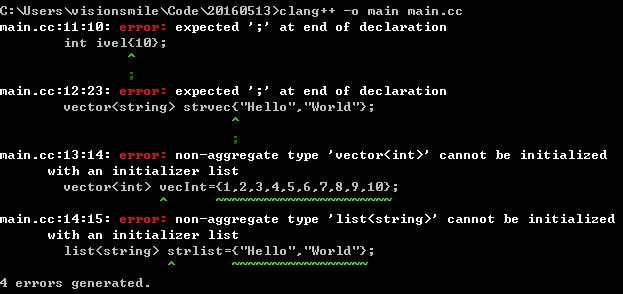 C:\Users\visionsmile\Code\20160513>clang++ -o main main.cc
main.cc:11:10: error: expected ';' at end of declaration
int ivel{10};
^
;
main.cc:12:23: error: expected ';' at end of declaration
vector<string> strvec{"Hello","World"};
^
;
main.cc:13:14: error: non-aggregate type 'vector<int>' cannot be initialized
with an initializer list
vector<int> vecInt={1,2,3,4,5,6,7,8,9,10};
^ ~~~~~~~~~~~~~~~~~~~~~~
main.cc:14:15: error: non-aggregate type 'list<string>' cannot be initialized
with an initializer list
list<string> strlist={"Hello","World"};
^ ~~~~~~~~~~~~~~~~~
4 errors generated.